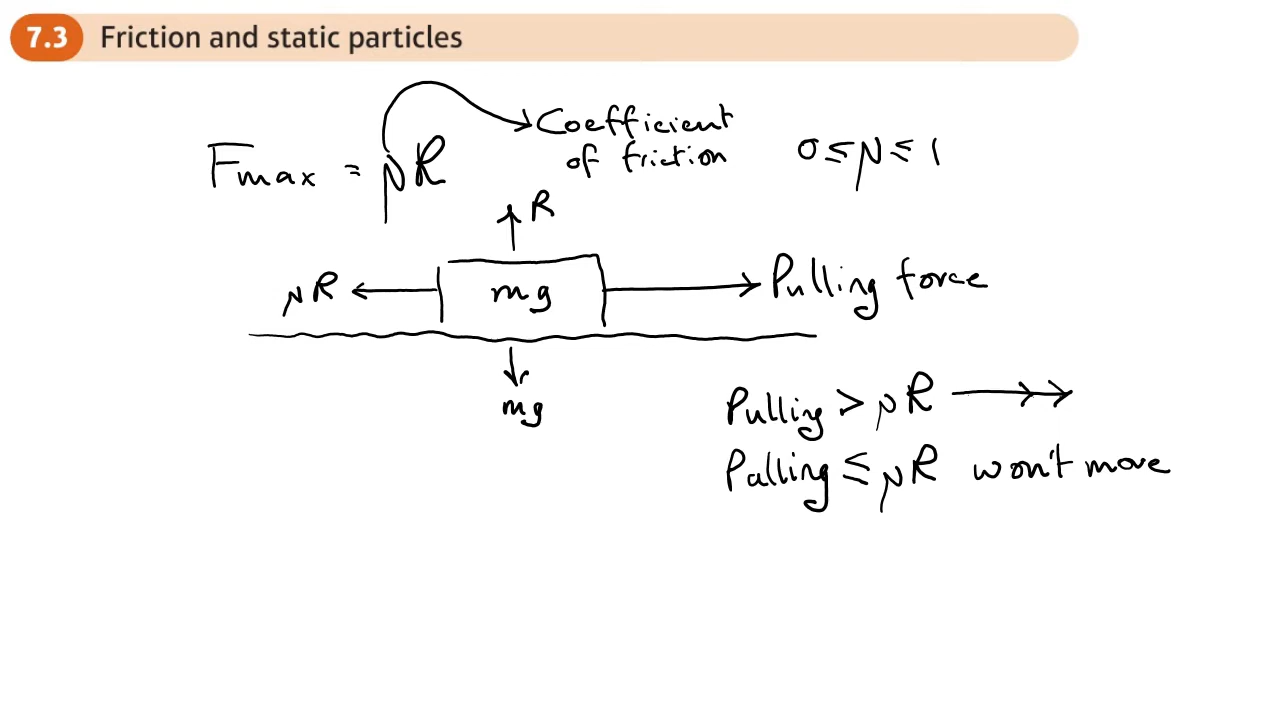 7.3 Friction and static particles
Fmax = μR
Coefficient
of friction
0 ≤ μ ≤ 1
R
μR
mg
Pulling force
mg
Pulling > μR
Pulling ≤ μR won't move